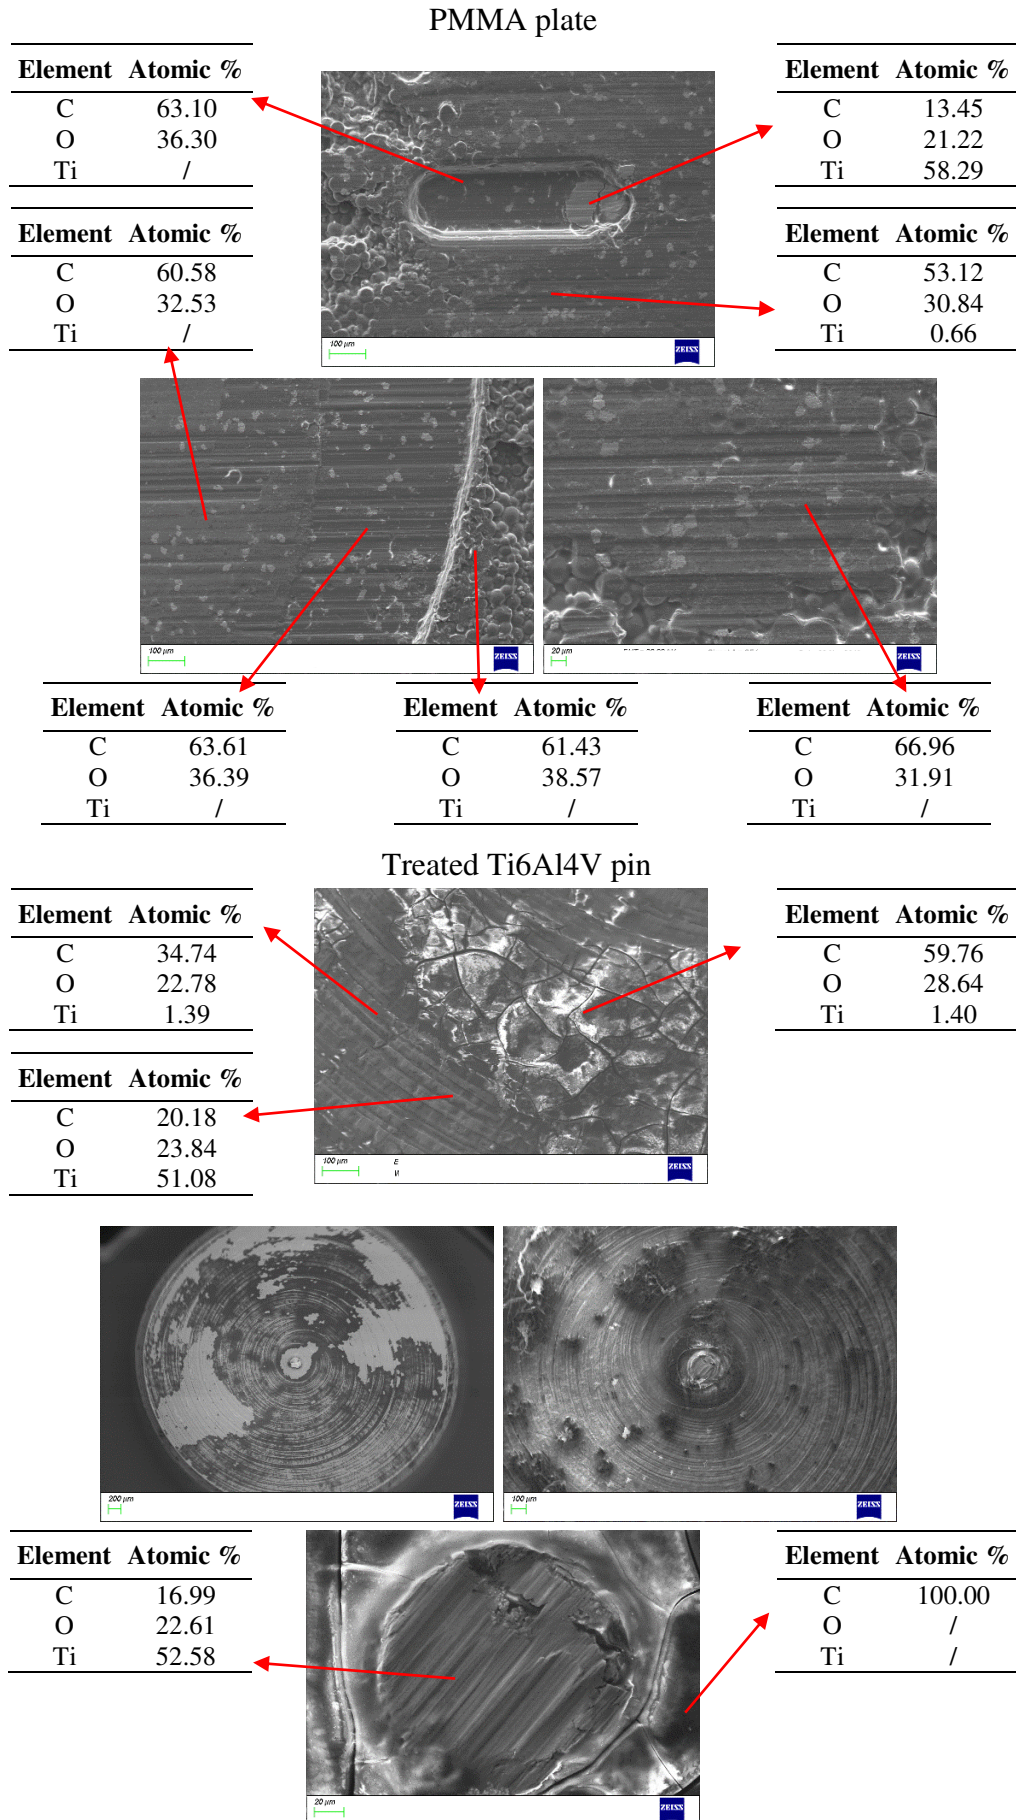 PMMA plate
Element Atomic %
C 63.10
O 36.30
Ti /
Element Atomic %
C 13.45
O 21.22
Ti 58.29
Element Atomic %
C 60.58
O 32.53
Ti /
Element Atomic %
C 53.12
O 30.84
Ti 0.66
100 μm
ZEISS
100 μm
ZEISS
20 μm
ZEISS
Element Atomic %
C 63.61
O 36.39
Ti /
Element Atomic %
C 61.43
O 38.57
Ti /
Element Atomic %
C 66.96
O 31.91
Ti /
Treated Ti6Al4V pin
Element Atomic %
C 34.74
O 22.78
Ti 1.39
Element Atomic %
C 59.76
O 28.64
Ti 1.40
Element Atomic %
C 20.18
O 23.84
Ti 51.08
100 μm
ZEISS
200 μm
ZEISS
100 μm
ZEISS
Element Atomic %
C 16.99
O 22.61
Ti 52.58
Element Atomic %
C 100.00
O /
Ti /
20 μm
ZEISS